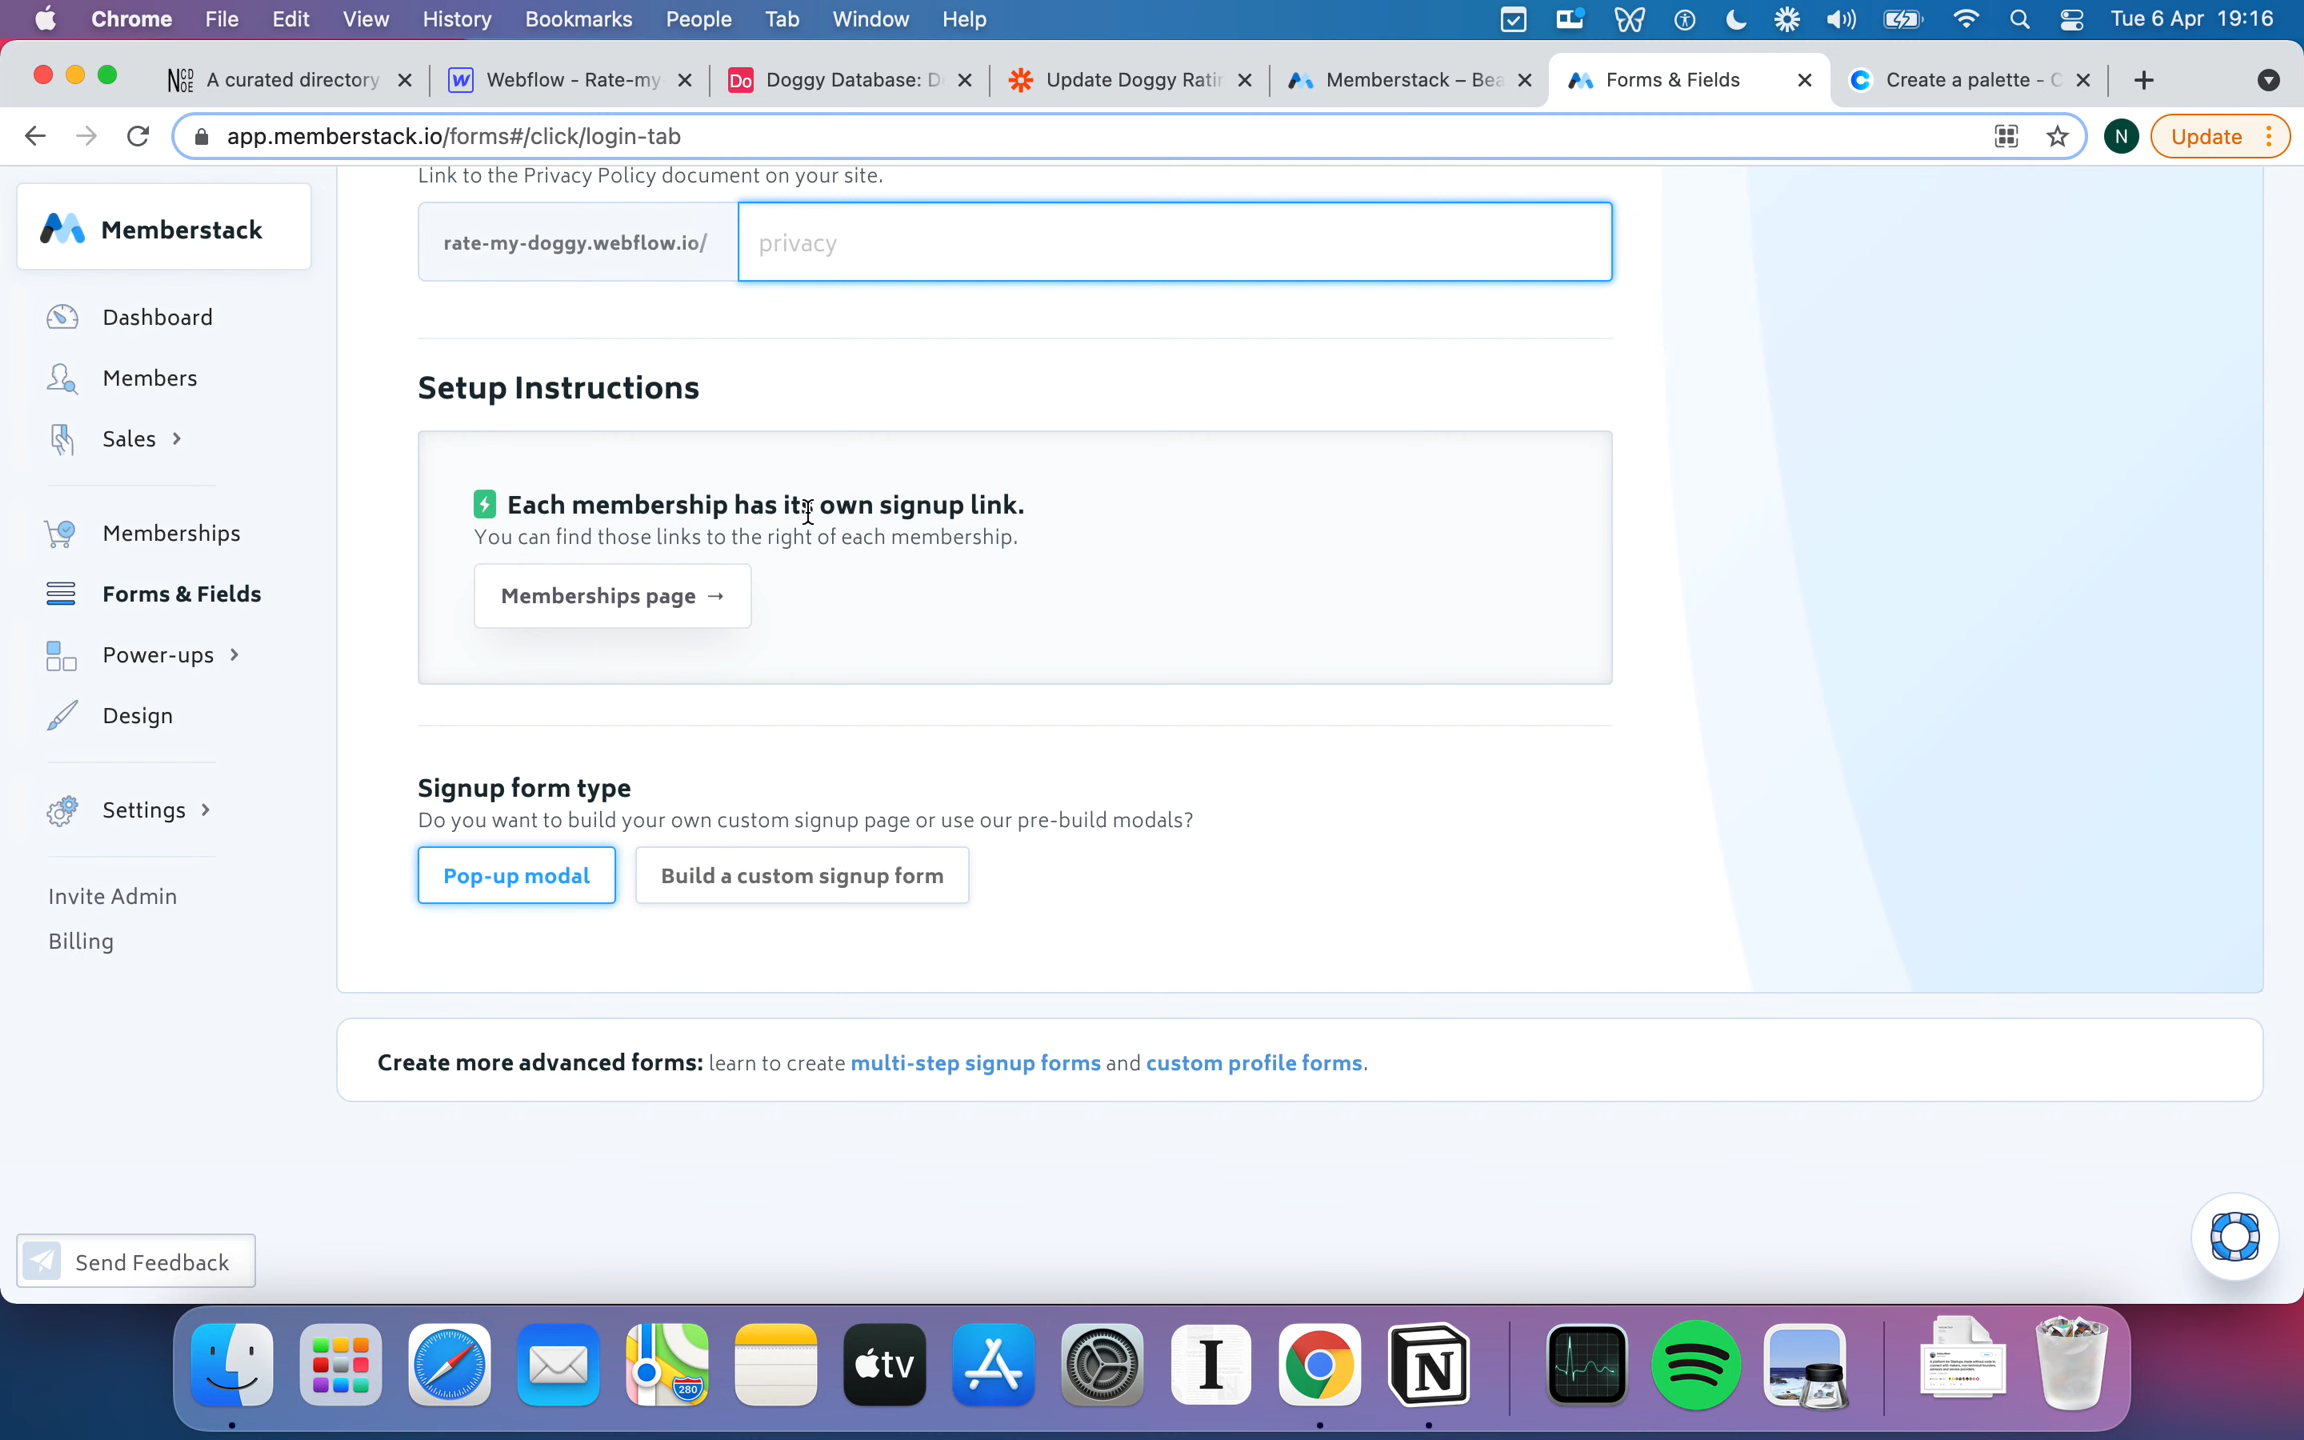 Chrome File Edit View History Bookmarks People Tab Window Help Tue 6 Apr 19:16
NCDE A curated directory
Webflow - Rate-my
Do Doggy Database: D
Update Doggy Ratin
Memberstack – Bea
Forms & Fields
Create a palette - C
app.memberstack.io/forms#/click/login-tab
N
Update
Memberstack
Dashboard
Members
Sales
Memberships
Forms & Fields
Power-ups
Design
Settings
Invite Admin
Billing
Send Feedback
Link to the Privacy Policy document on your site.
rate-my-doggy.webflow.io/ privacy
Setup Instructions
Each membership has its own signup link.
You can find those links to the right of each membership.
Memberships page →
Signup form type
Do you want to build your own custom signup page or use our pre-build modals?
Pop-up modal Build a custom signup form
Create more advanced forms: learn to create multi-step signup forms and custom profile forms.
280
tv